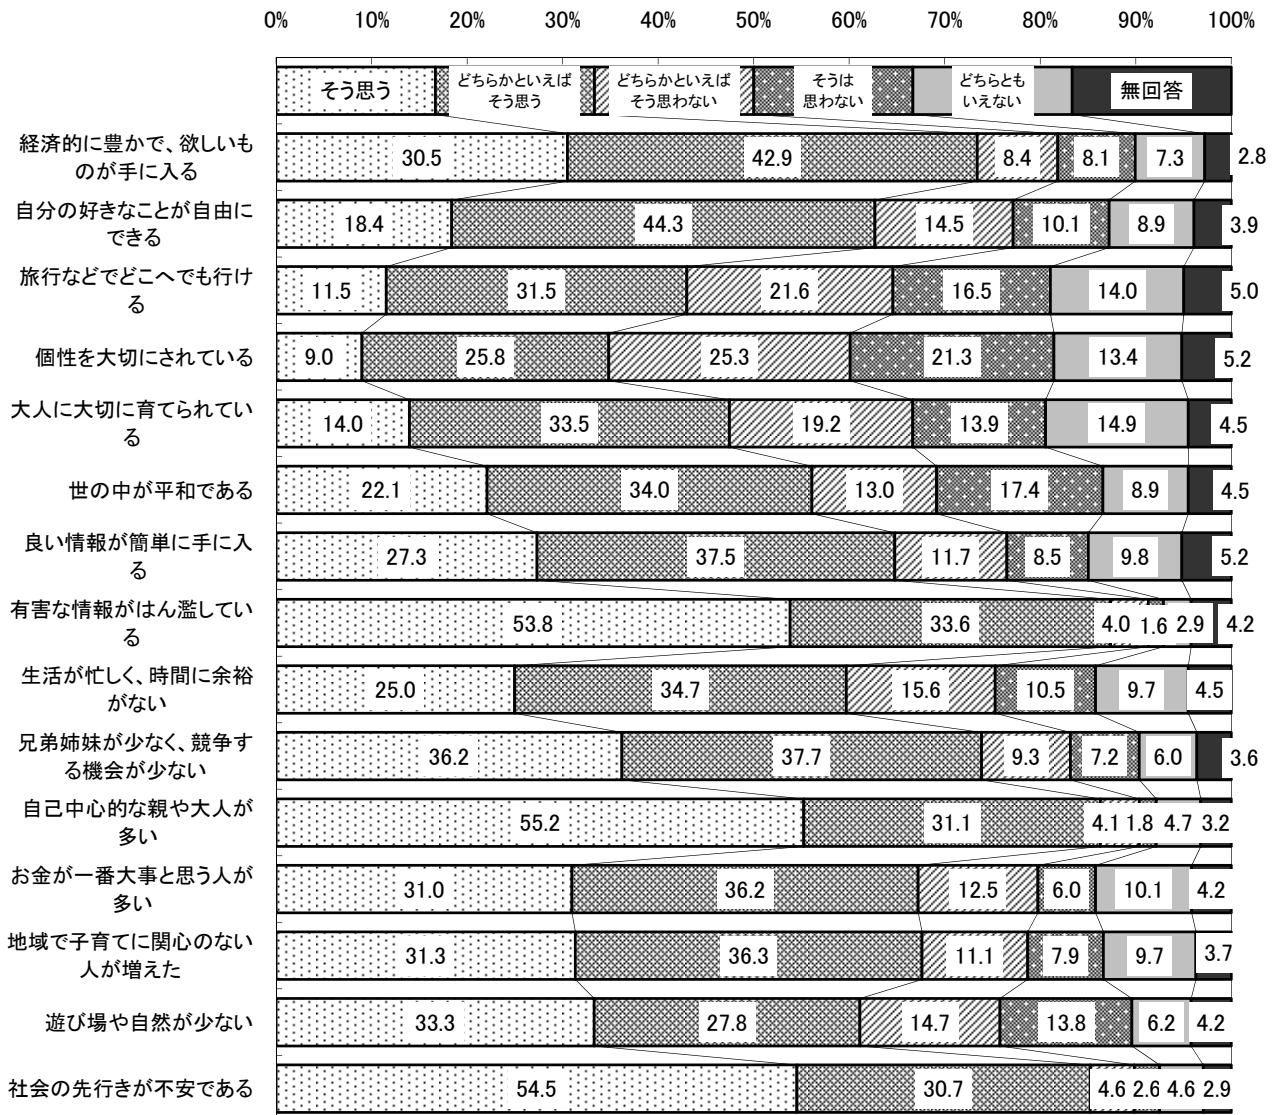 0% 10% 20% 30% 40% 50% 60% 70% 80% 90% 100%
そう思う どちらかといえば どちらかといえば そうは どちらとも 無回答
そう思う そう思わない 思わない いえない
経済的に豊かで、欲しいも
のが手に入る
30.5 42.9 8.4 8.1 7.3 2.8
自分の好きなことが自由に
できる
18.4 44.3 14.5 10.1 8.9 3.9
旅行などでどこへでも行け
る
11.5 31.5 21.6 16.5 14.0 5.0
個性を大切にされている
9.0 25.8 25.3 21.3 13.4 5.2
大人に大切に育てられてい
る
14.0 33.5 19.2 13.9 14.9 4.5
世の中が平和である
22.1 34.0 13.0 17.4 8.9 4.5
良い情報が簡単に手に入
る
27.3 37.5 11.7 8.5 9.8 5.2
有害な情報がはん濫してい
る
53.8 33.6 4.0 1.6 2.9 4.2
生活が忙しく、時間に余裕
がない
25.0 34.7 15.6 10.5 9.7 4.5
兄弟姉妹が少なく、競争す
る機会が少ない
36.2 37.7 9.3 7.2 6.0 3.6
自己中心的な親や大人が
多い
55.2 31.1 4.1 1.8 4.7 3.2
お金が一番大事と思う人が
多い
31.0 36.2 12.5 6.0 10.1 4.2
地域で子育てに関心のない
人が増えた
31.3 36.3 11.1 7.9 9.7 3.7
遊び場や自然が少ない
33.3 27.8 14.7 13.8 6.2 4.2
社会の先行きが不安である
54.5 30.7 4.6 2.6 4.6 2.9